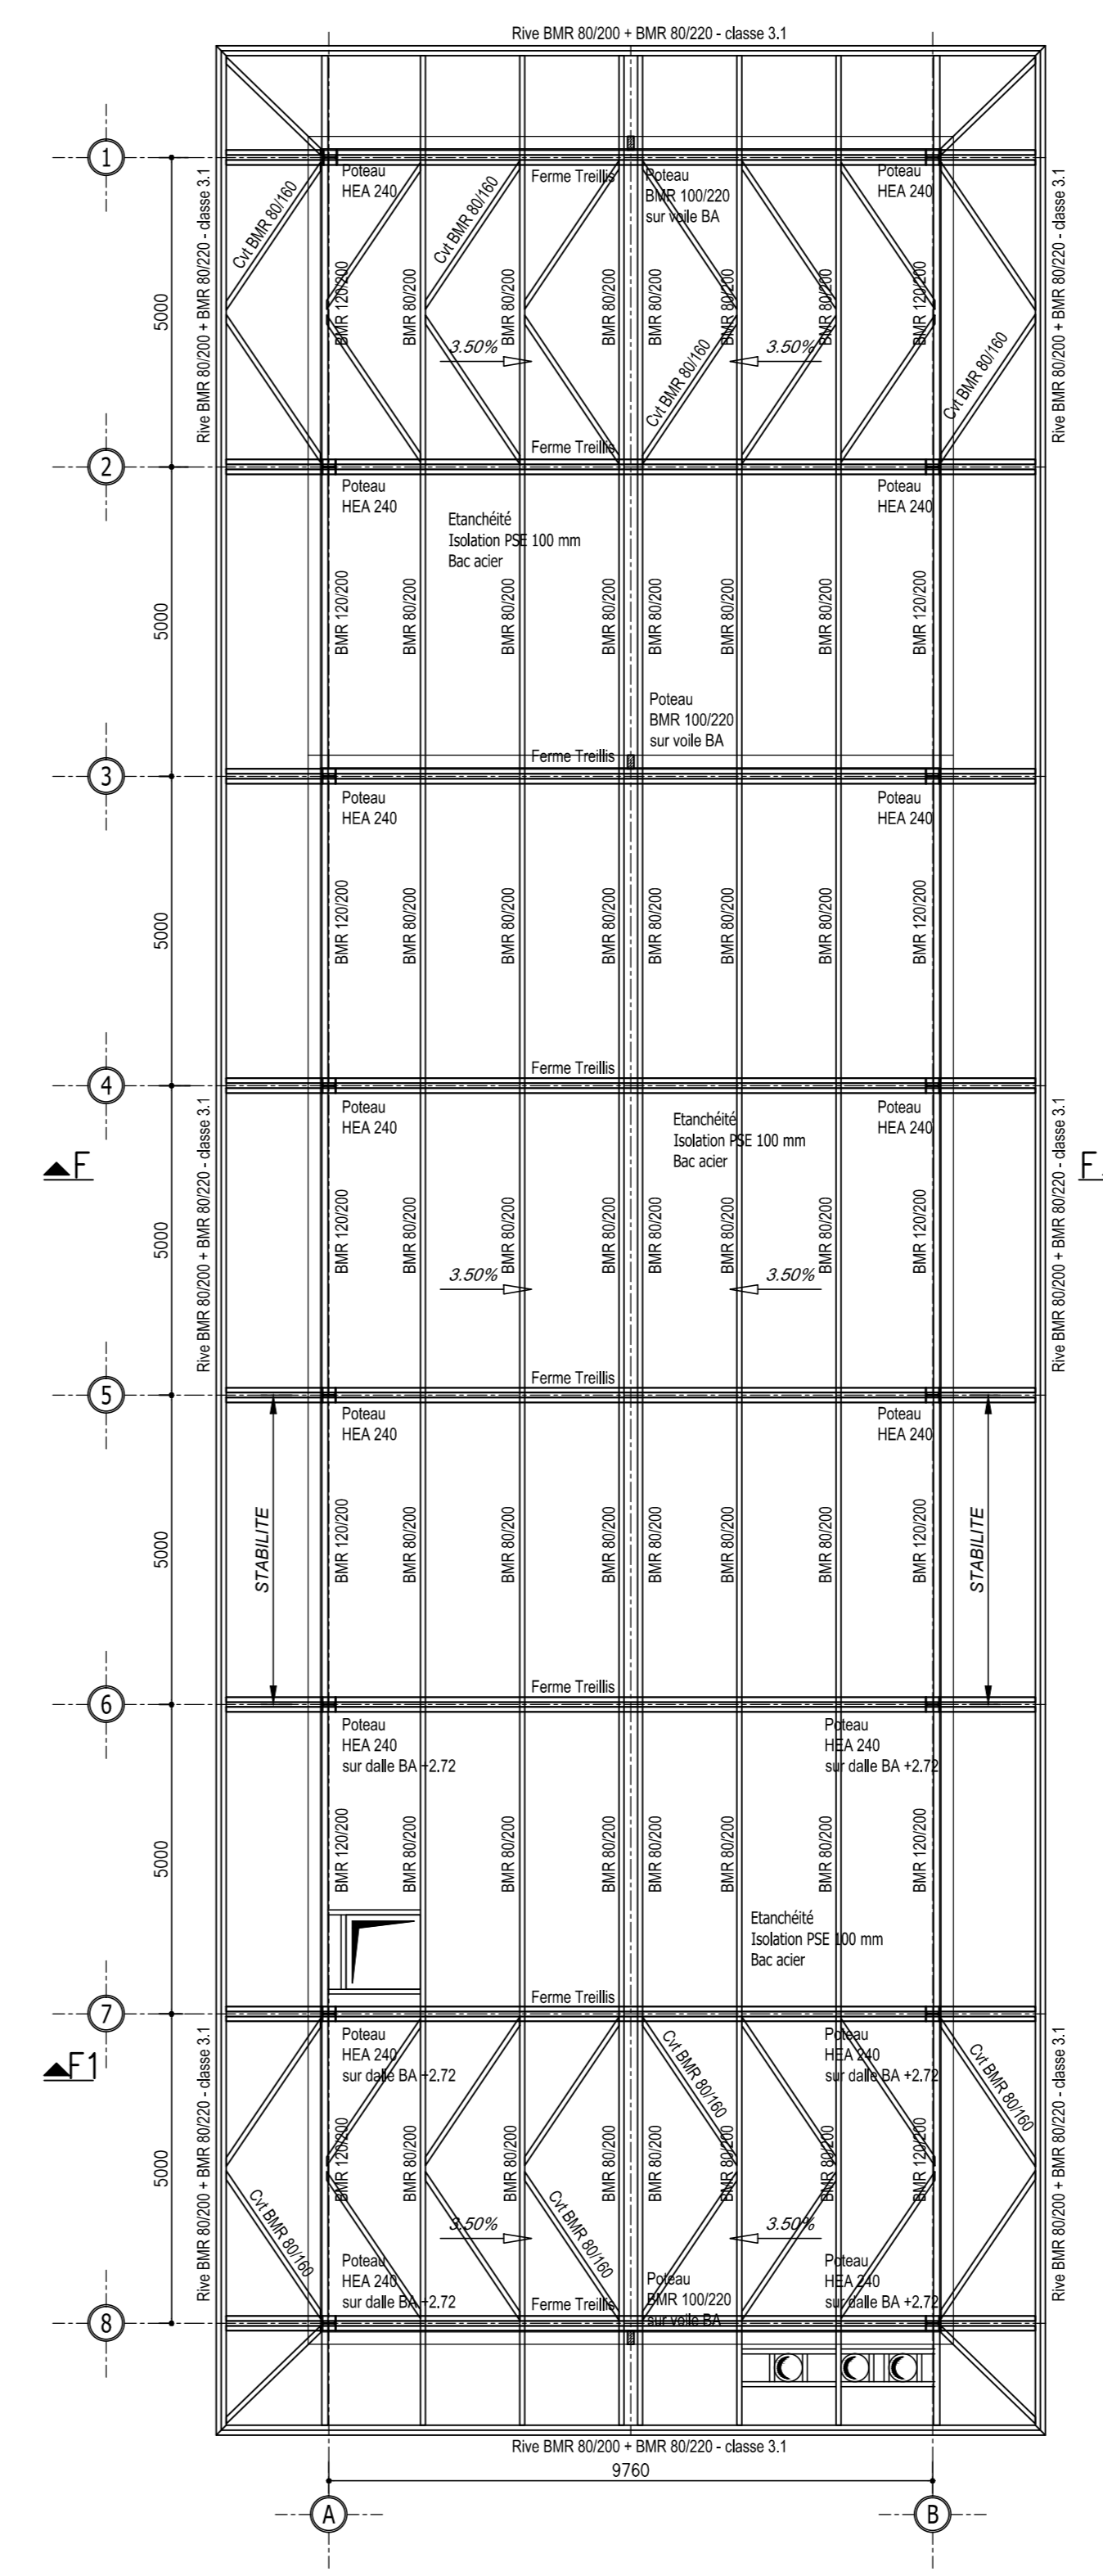 Rive BMR 80/200 + BMR 80/220 - classe 3.1
1
Poteau
HEA 240
Ferme Treillis
Poteau
BMR 100/220
sur voile BA
Poteau
HEA 240
Rive BMR 80/200 + BMR 80/220 - classe 3.1
Cvt BMR 80/160
Cvt BMR 80/160
Rive BMR 80/200 + BMR 80/220 - classe 3.1
5000
BMR 120/200
BMR 80/200
BMR 80/200
BMR 80/200
BMR 80/200
BMR 80/200
BMR 80/200
BMR 120/200
3.50%
3.50%
Cvt BMR 80/160
Cvt BMR 80/160
Ferme Treillis
2
Poteau
HEA 240
Poteau
HEA 240
Etanchéité
Isolation PSE 100 mm
Bac acier
5000
BMR 120/200
BMR 80/200
BMR 80/200
BMR 80/200
BMR 80/200
BMR 80/200
BMR 80/200
BMR 120/200
Poteau
BMR 100/220
sur voile BA
Ferme Treillis
3
Poteau
HEA 240
Poteau
HEA 240
5000
BMR 120/200
BMR 80/200
BMR 80/200
BMR 80/200
BMR 80/200
BMR 80/200
BMR 80/200
BMR 120/200
Ferme Treillis
4
Poteau
HEA 240
Poteau
HEA 240
Etanchéité
Isolation PSE 100 mm
Bac acier
F
F
Rive BMR 80/200 + BMR 80/220 - classe 3.1
Rive BMR 80/200 + BMR 80/220 - classe 3.1
5000
BMR 120/200
BMR 80/200
BMR 80/200
BMR 80/200
BMR 80/200
BMR 80/200
BMR 80/200
BMR 120/200
3.50%
3.50%
Ferme Treillis
5
Poteau
HEA 240
Poteau
HEA 240
5000
STABILITE
BMR 120/200
BMR 80/200
BMR 80/200
BMR 80/200
BMR 80/200
BMR 80/200
BMR 80/200
BMR 120/200
STABILITE
Ferme Treillis
6
Poteau
HEA 240
sur dalle BA +2.72
Poteau
HEA 240
sur dalle BA +2.72
5000
BMR 120/200
BMR 80/200
BMR 80/200
BMR 80/200
BMR 80/200
BMR 80/200
BMR 80/200
BMR 120/200
Etanchéité
Isolation PSE 100 mm
Bac acier
Ferme Treillis
7
Poteau
HEA 240
sur dalle BA +2.72
Poteau
HEA 240
sur dalle BA +2.72
F1
Rive BMR 80/200 + BMR 80/220 - classe 3.1
Cvt BMR 80/160
Cvt BMR 80/160
Rive BMR 80/200 + BMR 80/220 - classe 3.1
5000
BMR 120/200
BMR 80/200
BMR 80/200
BMR 80/200
BMR 80/200
BMR 80/200
BMR 80/200
BMR 120/200
Cvt BMR 80/160
Cvt BMR 80/160
3.50%
3.50%
Poteau
HEA 240
sur dalle BA +2.72
Ferme Treillis
Poteau
BMR 100/220
sur voile BA
Poteau
HEA 240
sur dalle BA +2.72
8
Rive BMR 80/200 + BMR 80/220 - classe 3.1
9760
A
B